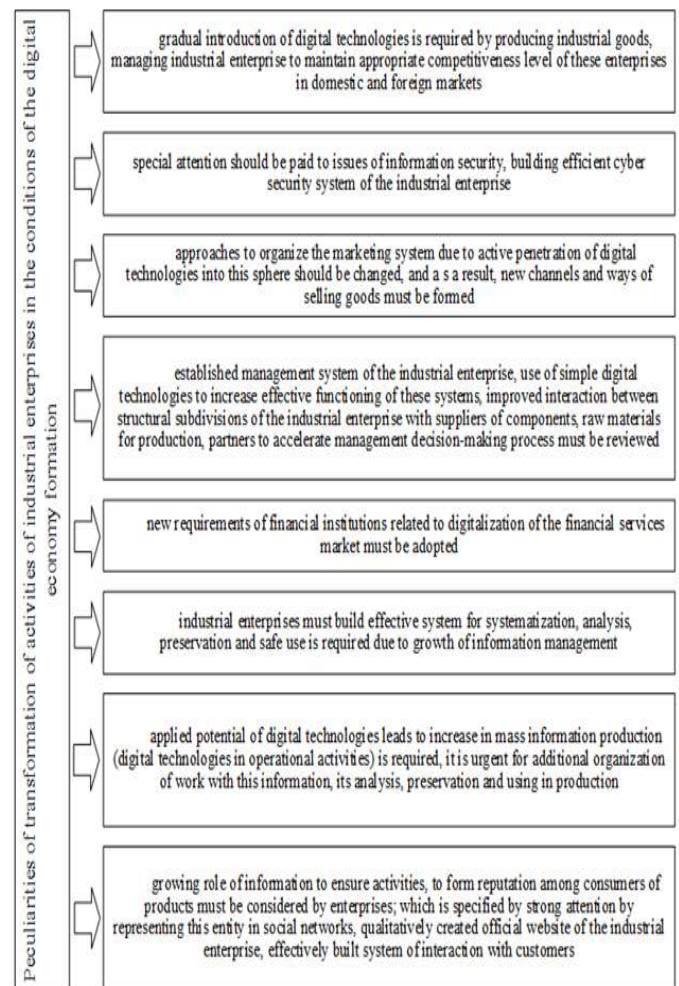 Peculiarities of transformation of activities of industrial enterprises in the conditions of the digital
economy formation
gradual introduction of digital technologies is required by producing industrial goods,
managing industrial enterprise to maintain appropriate competitiveness level of these enterprises
in domestic and foreign markets
special attention should be paid to issues of information security, building efficient cyber
security system of the industrial enterprise
approaches to organize the marketing system due to active penetration of digital
technologies into this sphere should be changed, and a s a result, new channels and ways of
selling goods must be formed
established management system of the industrial enterprise, use of simple digital
technologies to increase effective functioning of these systems, improved interaction between
structural subdivisions of the industrial enterprise with suppliers of components, raw materials
for production, partners to accelerate management decision-making process must be reviewed
new requirements of financial institutions related to digitalization of the financial services
market must be adopted
industrial enterprises must build effective system for systematization, analysis,
preservation and safe use is required due to growth of information management
applied potential of digital technologies leads to increase in mass information production
(digital technologies in operational activities) is required, it is urgent for additional organization
of work with this information, its analysis, preservation and using in production
growing role of information to ensure activities, to form reputation among consumers of
products must be considered by enterprises; which is specified by strong attention by
representing this entity in social networks, qualitatively created official website of the industrial
enterprise, effectively built system of interaction with customers